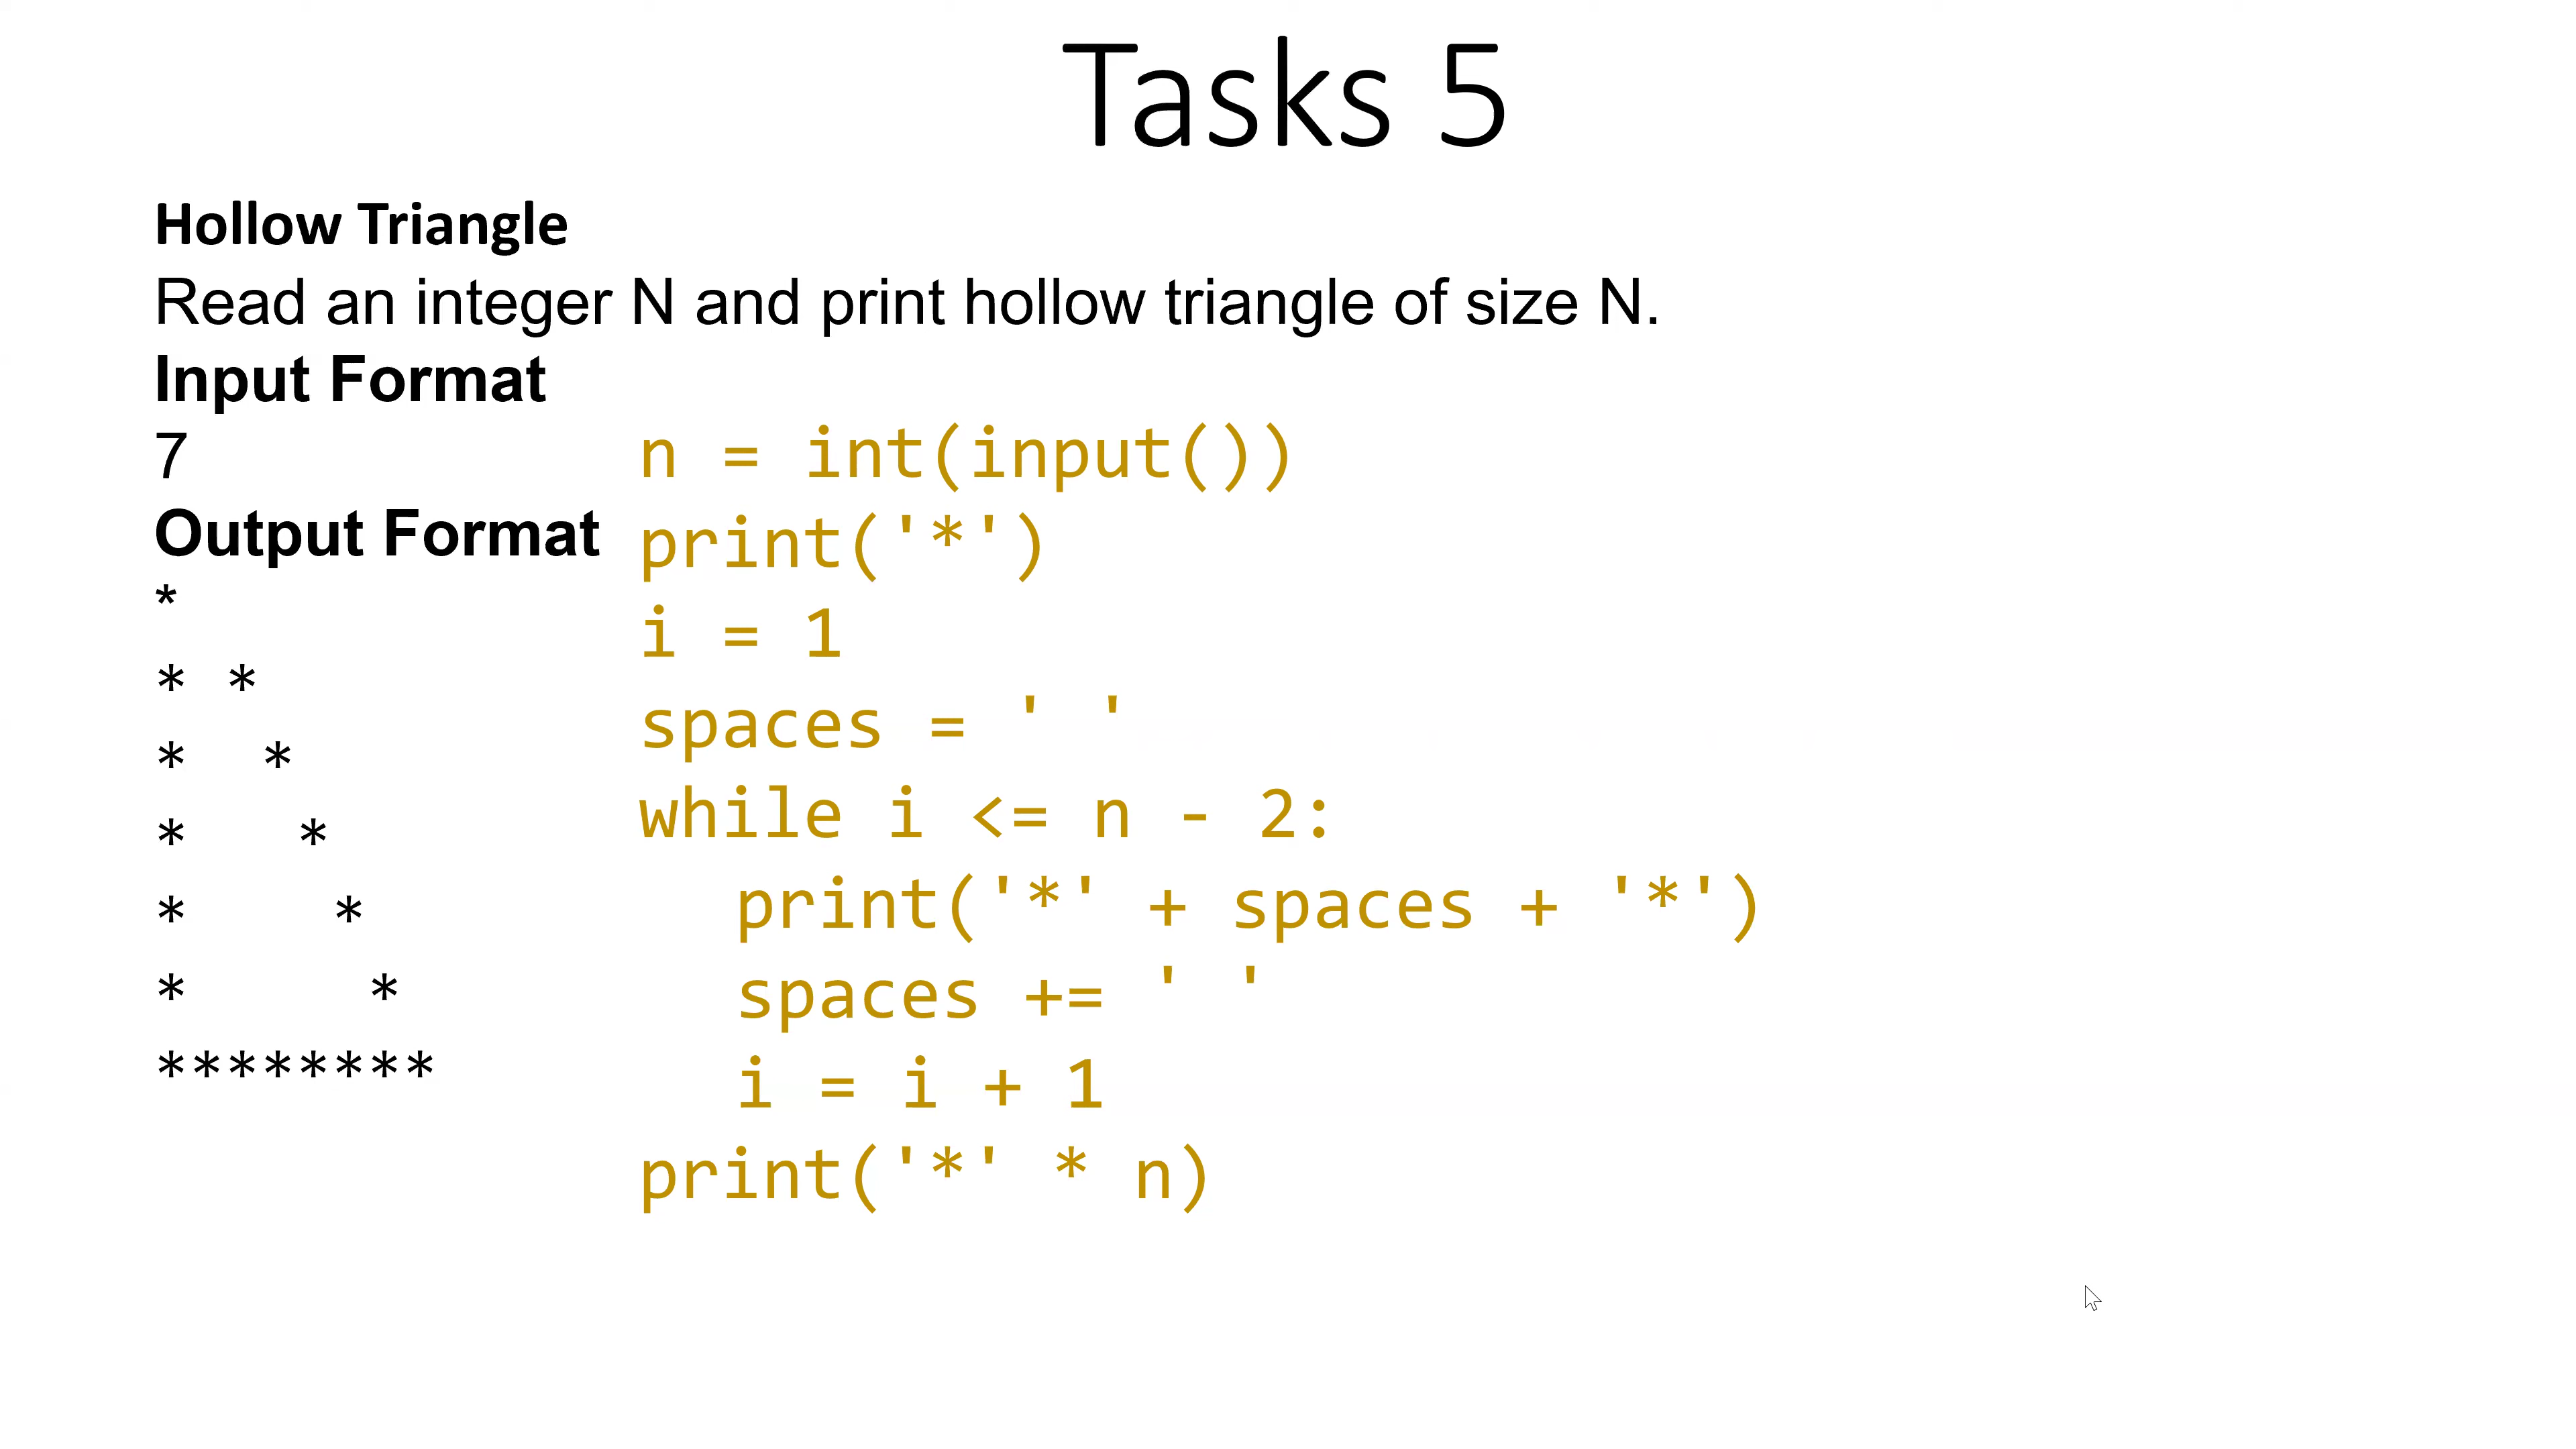 Tasks 5
Hollow Triangle
Read an integer N and print hollow triangle of size N.
Input Format
7
Output Format
*
* *
*  *
*   *
*    *
*     *
********
n = int(input())
print('*')
i = 1
spaces = ' '
while i <= n - 2:
  print('*' + spaces + '*')
  spaces += ' '
  i = i + 1
print('*' * n)